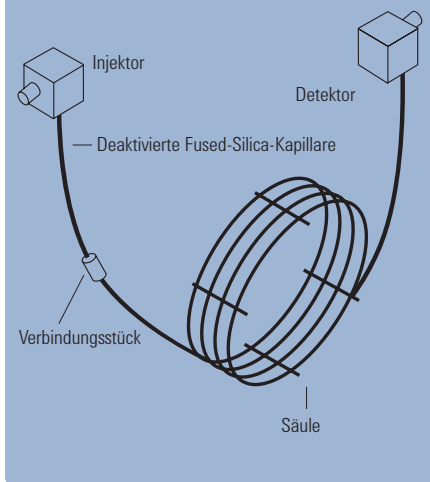 Injektor
Detektor
Deaktivierte Fused-Silica-Kapillare
Verbindungsstück
Säule